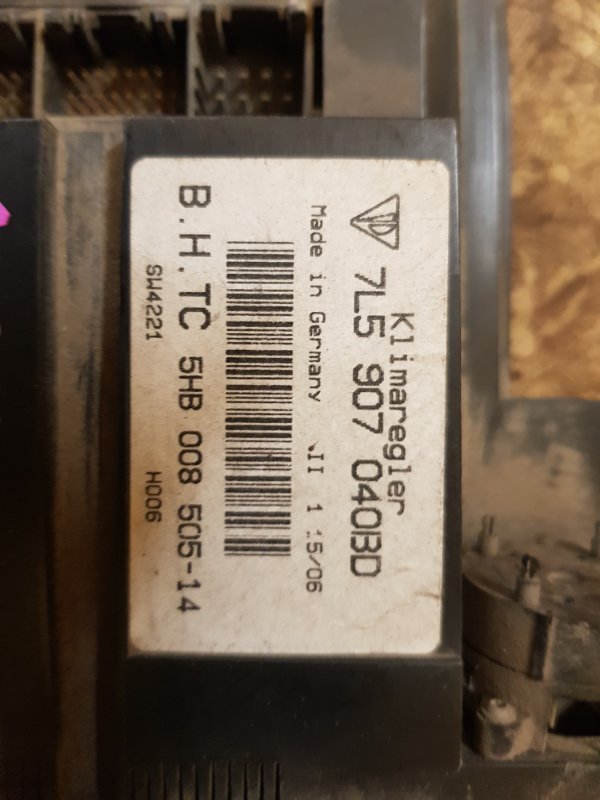 Klimaregler
7L5 907 040BD
Made in Germany II 1 15/06
B.H.TC 5HB 008 505-14
SW4221 H006